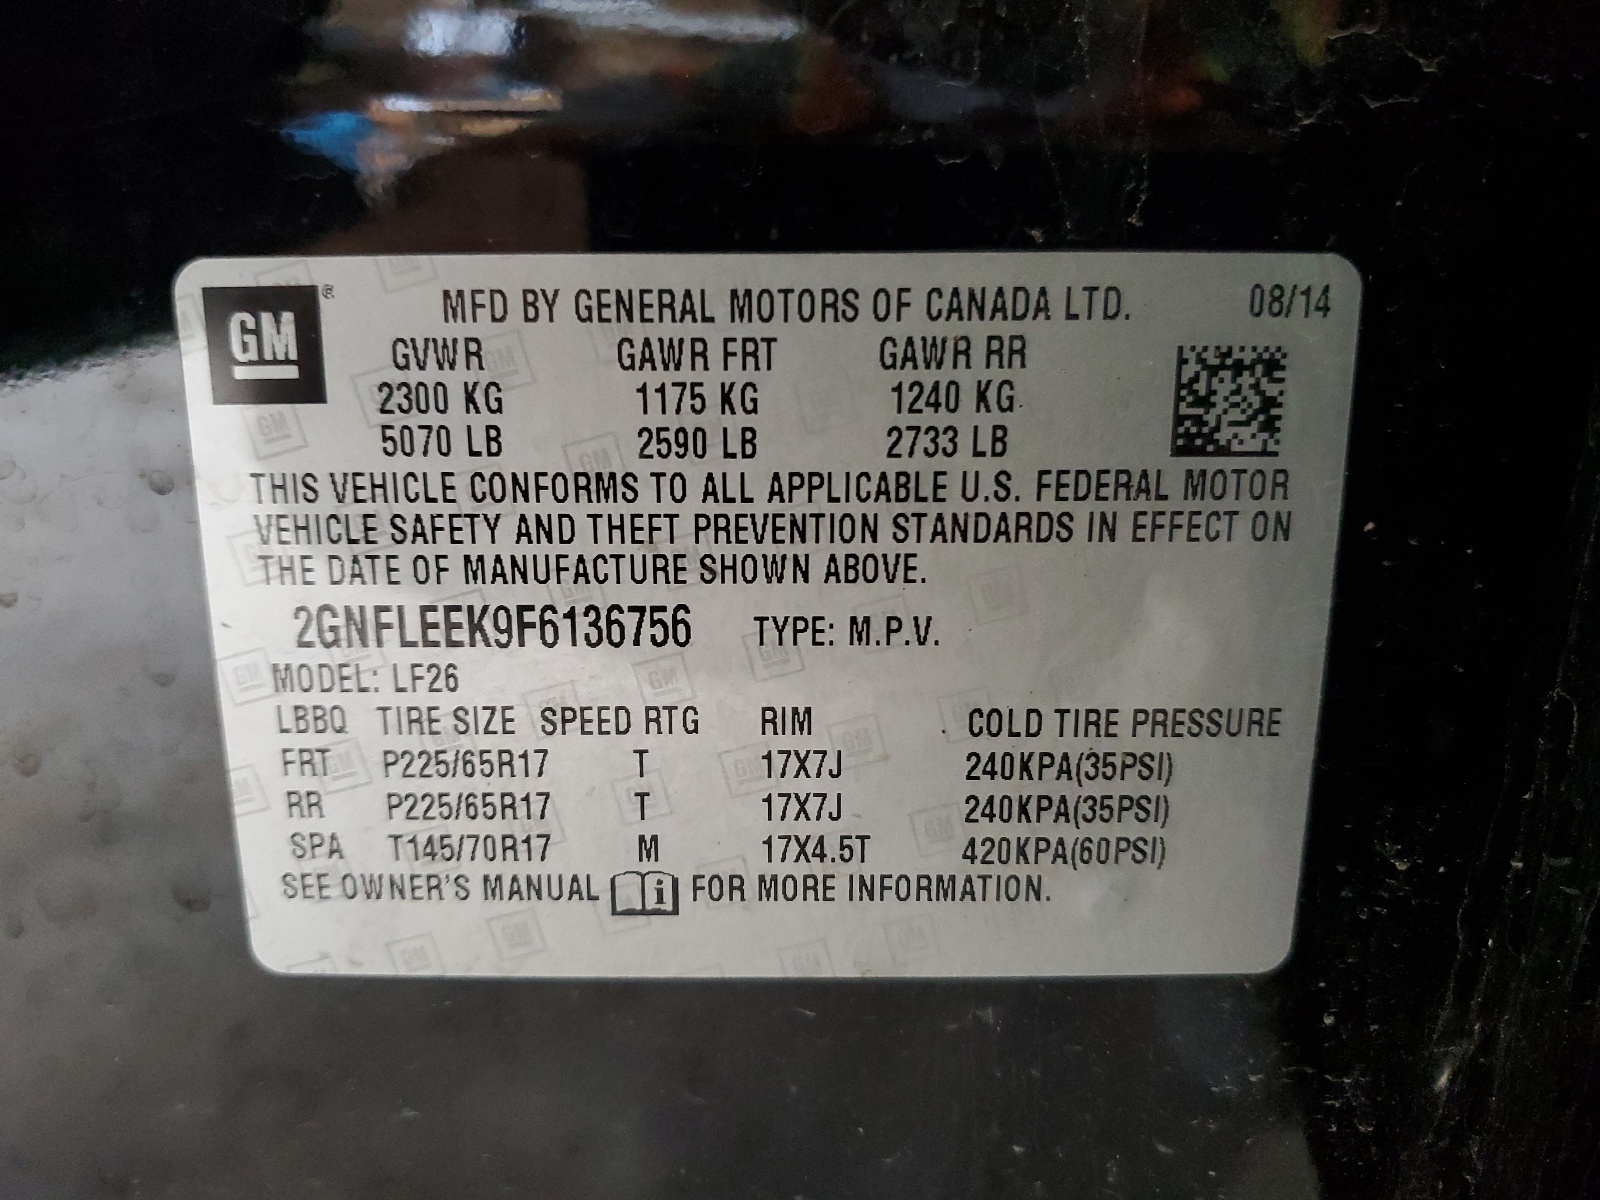 GM ®
MFD BY GENERAL MOTORS OF CANADA LTD. 08/14
GVWR GAWR FRT GAWR RR
2300 KG 1175 KG 1240 KG
5070 LB 2590 LB 2733 LB
THIS VEHICLE CONFORMS TO ALL APPLICABLE U.S. FEDERAL MOTOR
VEHICLE SAFETY AND THEFT PREVENTION STANDARDS IN EFFECT ON
THE DATE OF MANUFACTURE SHOWN ABOVE.
2GNFLEEK9F6136756 TYPE: M.P.V.
MODEL: LF26
LBBQ TIRE SIZE SPEED RTG RIM COLD TIRE PRESSURE
FRT P225/65R17 T 17X7J 240KPA(35PSI)
RR P225/65R17 T 17X7J 240KPA(35PSI)
SPA T145/70R17 M 17X4.5T 420KPA(60PSI)
SEE OWNER'S MANUAL i FOR MORE INFORMATION.